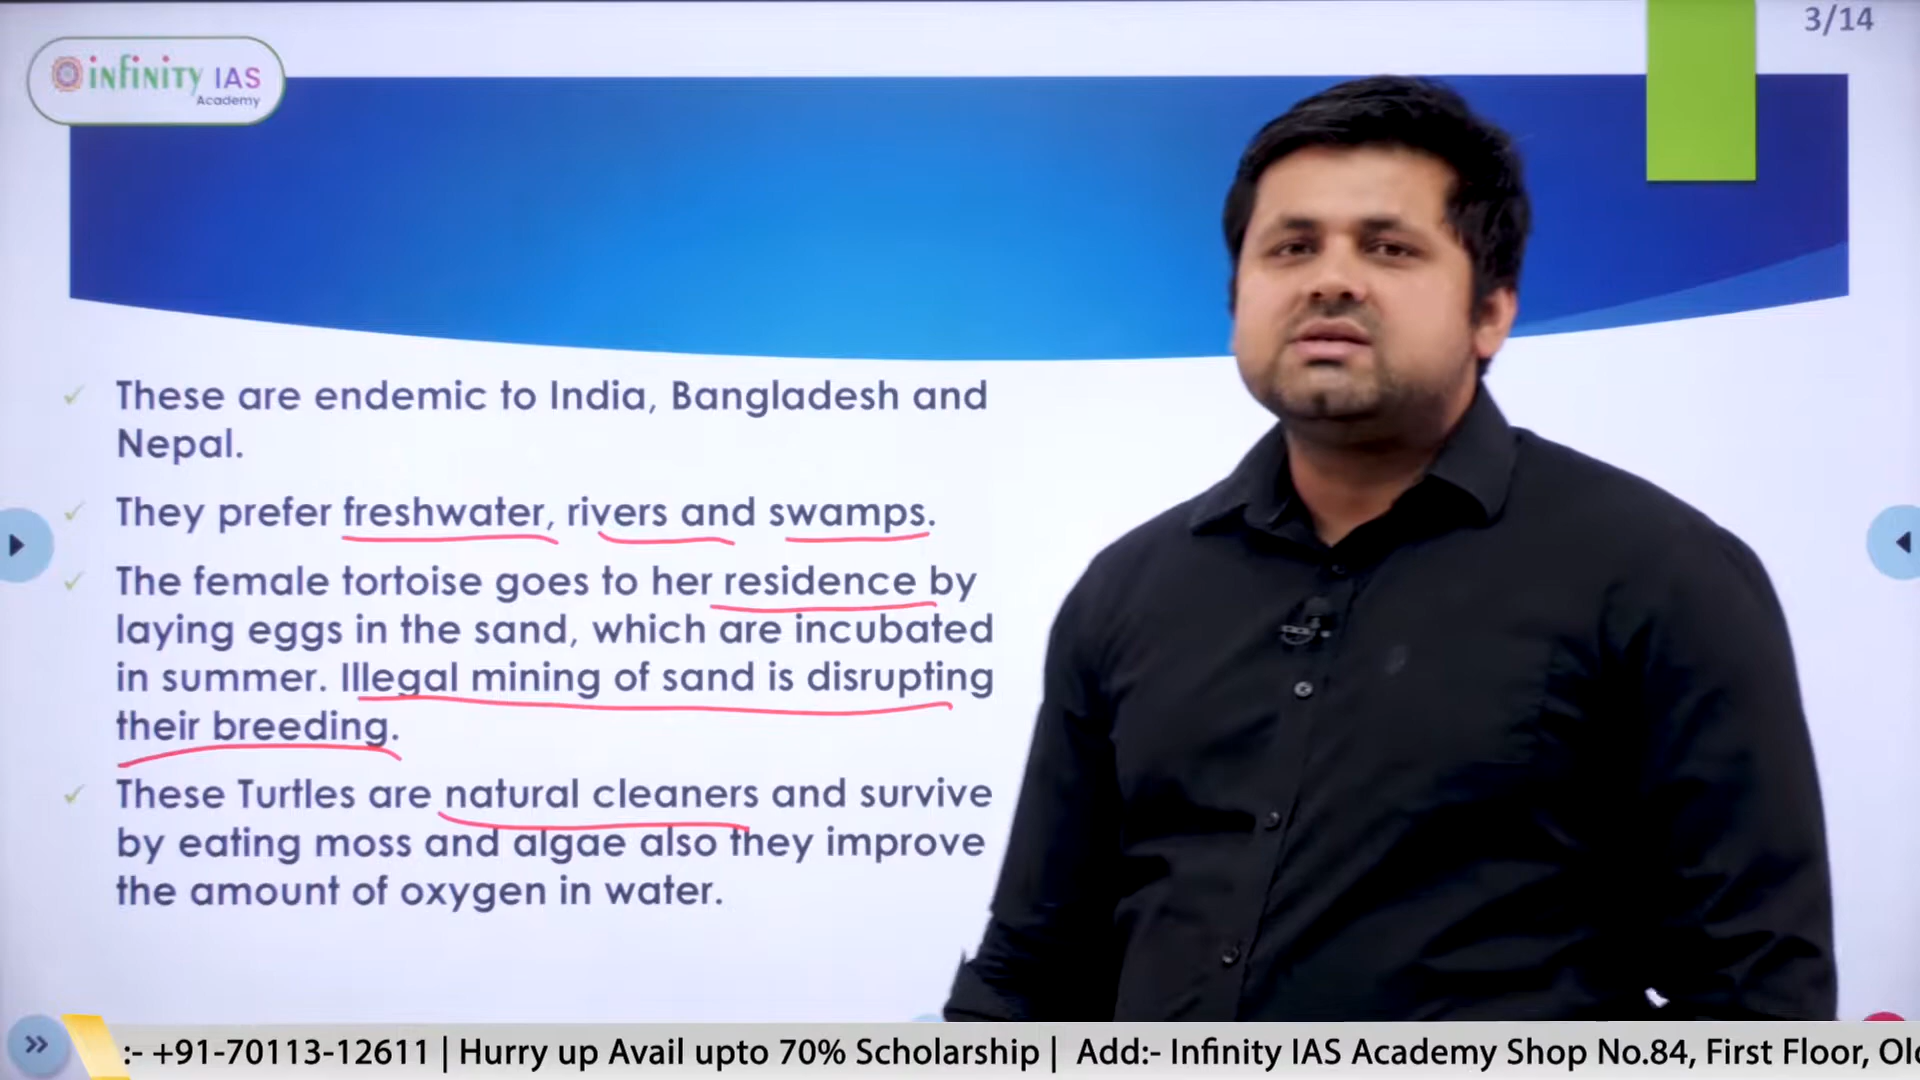 3/14
infinity IAS
Academy
These are endemic to India, Bangladesh and
Nepal.
They prefer freshwater, rivers and swamps.
The female tortoise goes to her residence by
laying eggs in the sand, which are incubated
in summer. Illegal mining of sand is disrupting
their breeding.
These Turtles are natural cleaners and survive
by eating moss and algae also they improve
the amount of oxygen in water.
:- +91-70113-12611 | Hurry up Avail upto 70% Scholarship | Add:- Infinity IAS Academy Shop No.84, First Floor,